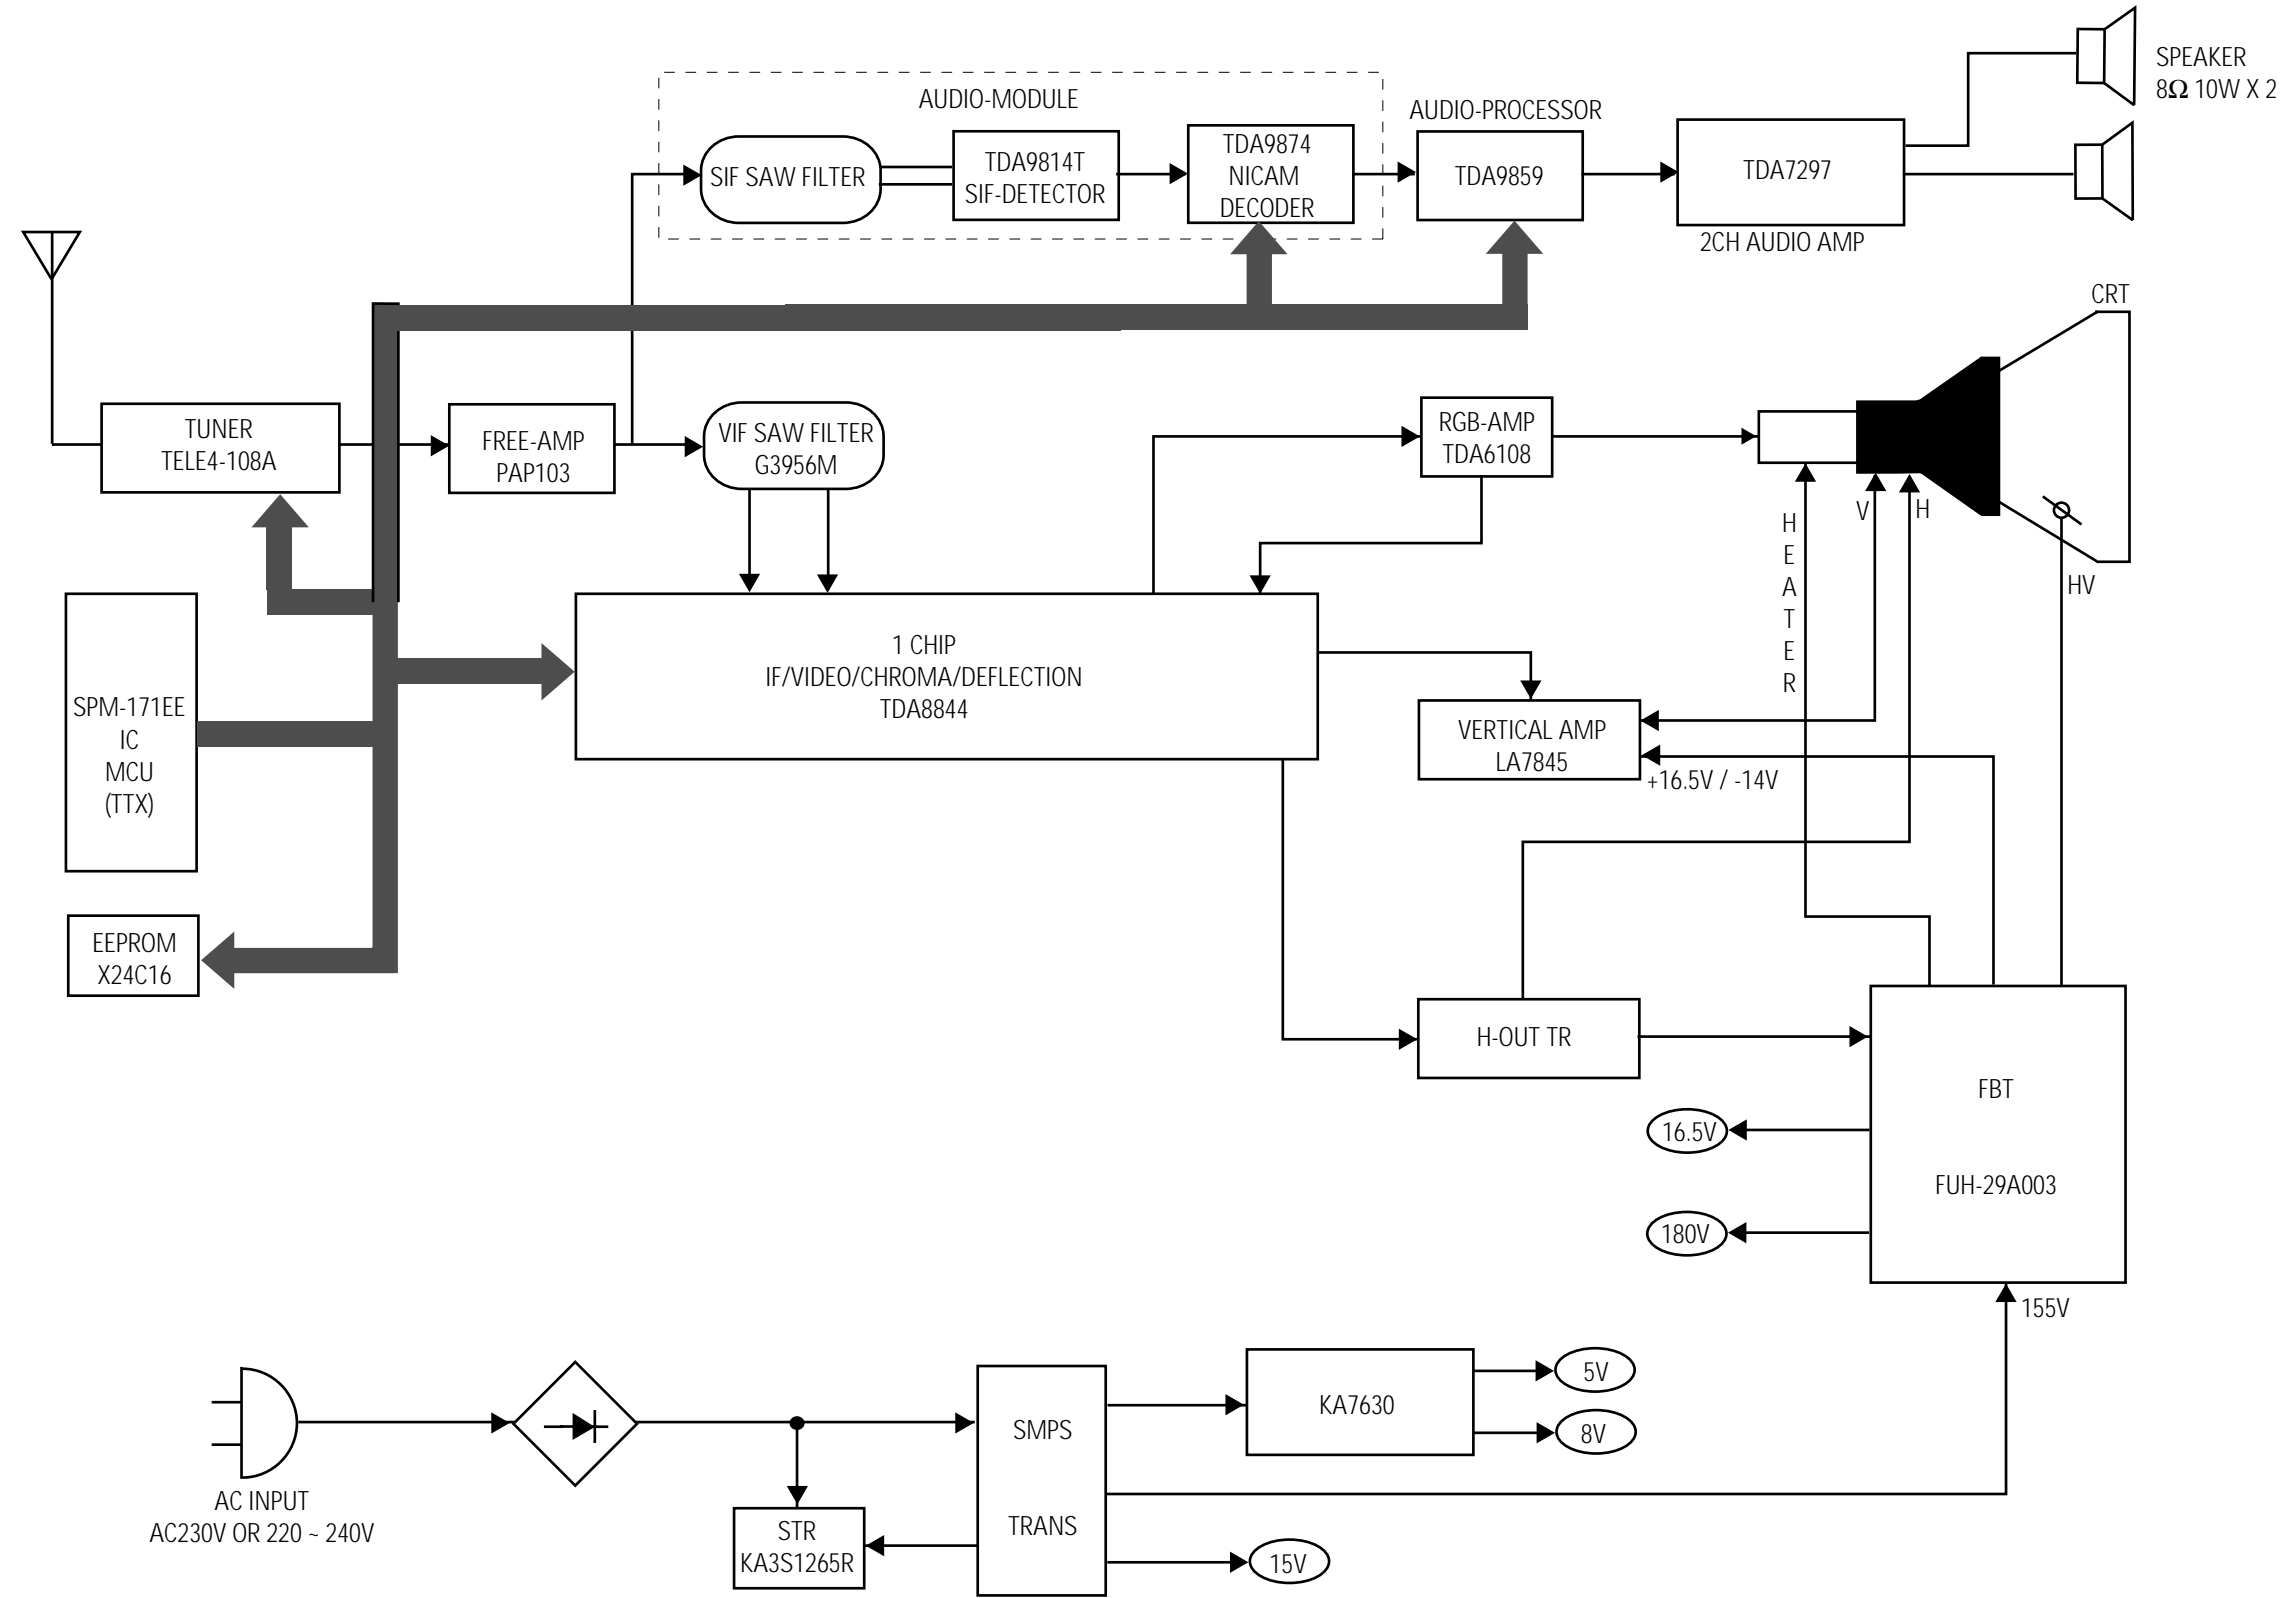 SPEAKER
8Ω 10W X 2
AUDIO-MODULE
AUDIO-PROCESSOR
SIF SAW FILTER
TDA9814T
SIF-DETECTOR
TDA9874
NICAM
DECODER
TDA9859
TDA7297
2CH AUDIO AMP
CRT
TUNER
TELE4-108A
FREE-AMP
PAP103
VIF SAW FILTER
G3956M
RGB-AMP
TDA6108
V
H
HEATER
HV
1 CHIP
IF/VIDEO/CHROMA/DEFLECTION
TDA8844
SPM-171EE
IC
MCU
(TTX)
VERTICAL AMP
LA7845
+16.5V / -14V
EEPROM
X24C16
H-OUT TR
FBT
FUH-29A003
16.5V
180V
155V
AC INPUT
AC230V OR 220 ~ 240V
SMPS
TRANS
KA7630
5V
8V
STR
KA3S1265R
15V